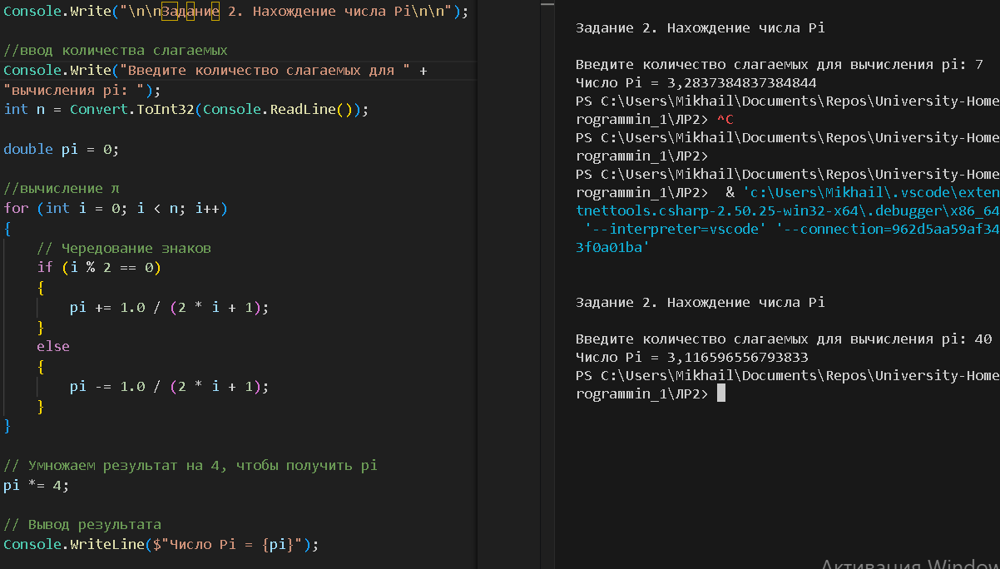 Console.Write("\n\nЗадание 2. Нахождение числа Pi\n\n");
//ввод количества слагаемых
Console.Write("Введите количество слагаемых для " +
"вычисления pi: ");
int n = Convert.ToInt32(Console.ReadLine());
double pi = 0;
//вычисление π
for (int i = 0; i < n; i++)
{
// Чередование знаков
if (i % 2 == 0)
{
pi += 1.0 / (2 * i + 1);
}
else
{
pi -= 1.0 / (2 * i + 1);
}
}
// Умножаем результат на 4, чтобы получить pi
pi *= 4;
// Вывод результата
Console.WriteLine($"Число Pi = {pi}");
Задание 2. Нахождение числа Pi
Введите количество слагаемых для вычисления pi: 7
Число Pi = 3,2837384837384844
PS C:\Users\Mikhail\Documents\Repos\University-Home
rogrammin_1\ЛР2> ^C
PS C:\Users\Mikhail\Documents\Repos\University-Home
rogrammin_1\ЛР2>
PS C:\Users\Mikhail\Documents\Repos\University-Home
rogrammin_1\ЛР2>  & 'c:\Users\Mikhail\.vscode\exten
tnettools.csharp-2.50.25-win32-x64\.debugger\x86_64
'--interpreter=vscode' '--connection=962d5aa59af34
3f0a01ba'
Задание 2. Нахождение числа Pi
Введите количество слагаемых для вычисления pi: 40
Число Pi = 3,116596556793833
PS C:\Users\Mikhail\Documents\Repos\University-Home
rogrammin_1\ЛР2>
Активация Window